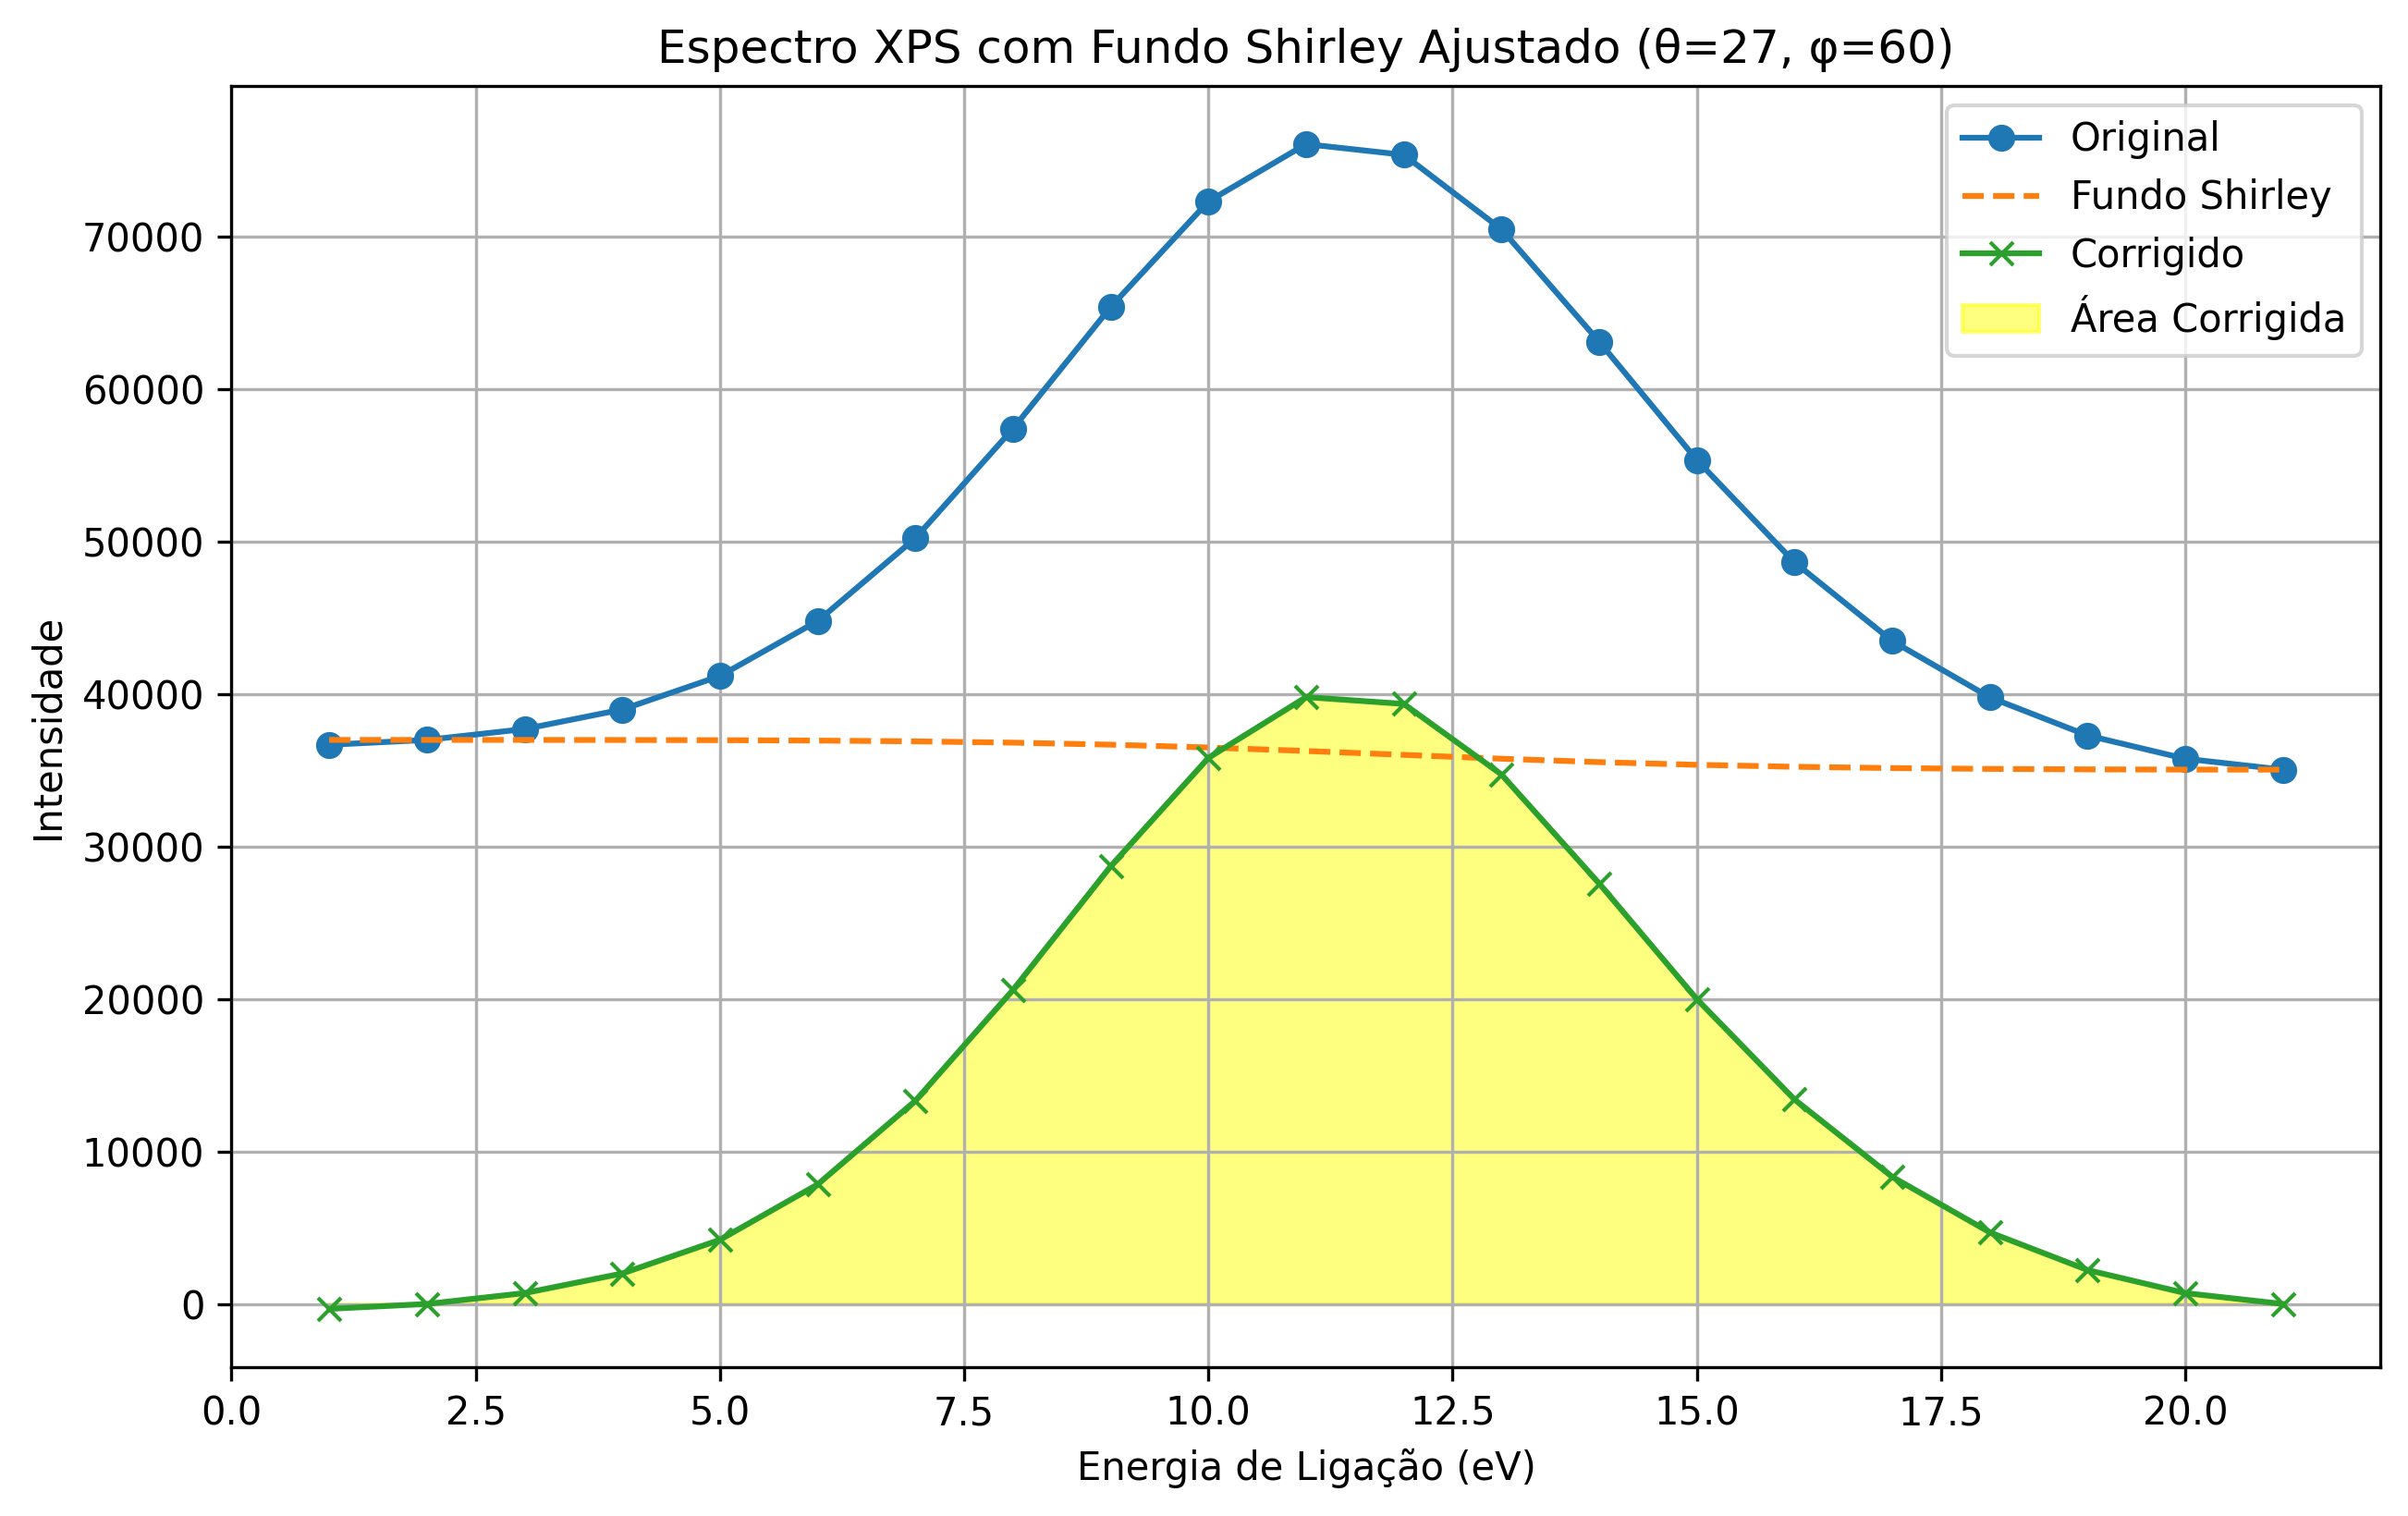 Espectro XPS com Fundo Shirley Ajustado (θ=27, φ=60)
Original
Fundo Shirley
Corrigido
Área Corrigida
Intensidade
70000
60000
50000
40000
30000
20000
10000
0
0.0 2.5 5.0 7.5 10.0 12.5 15.0 17.5 20.0
Energia de Ligação (eV)